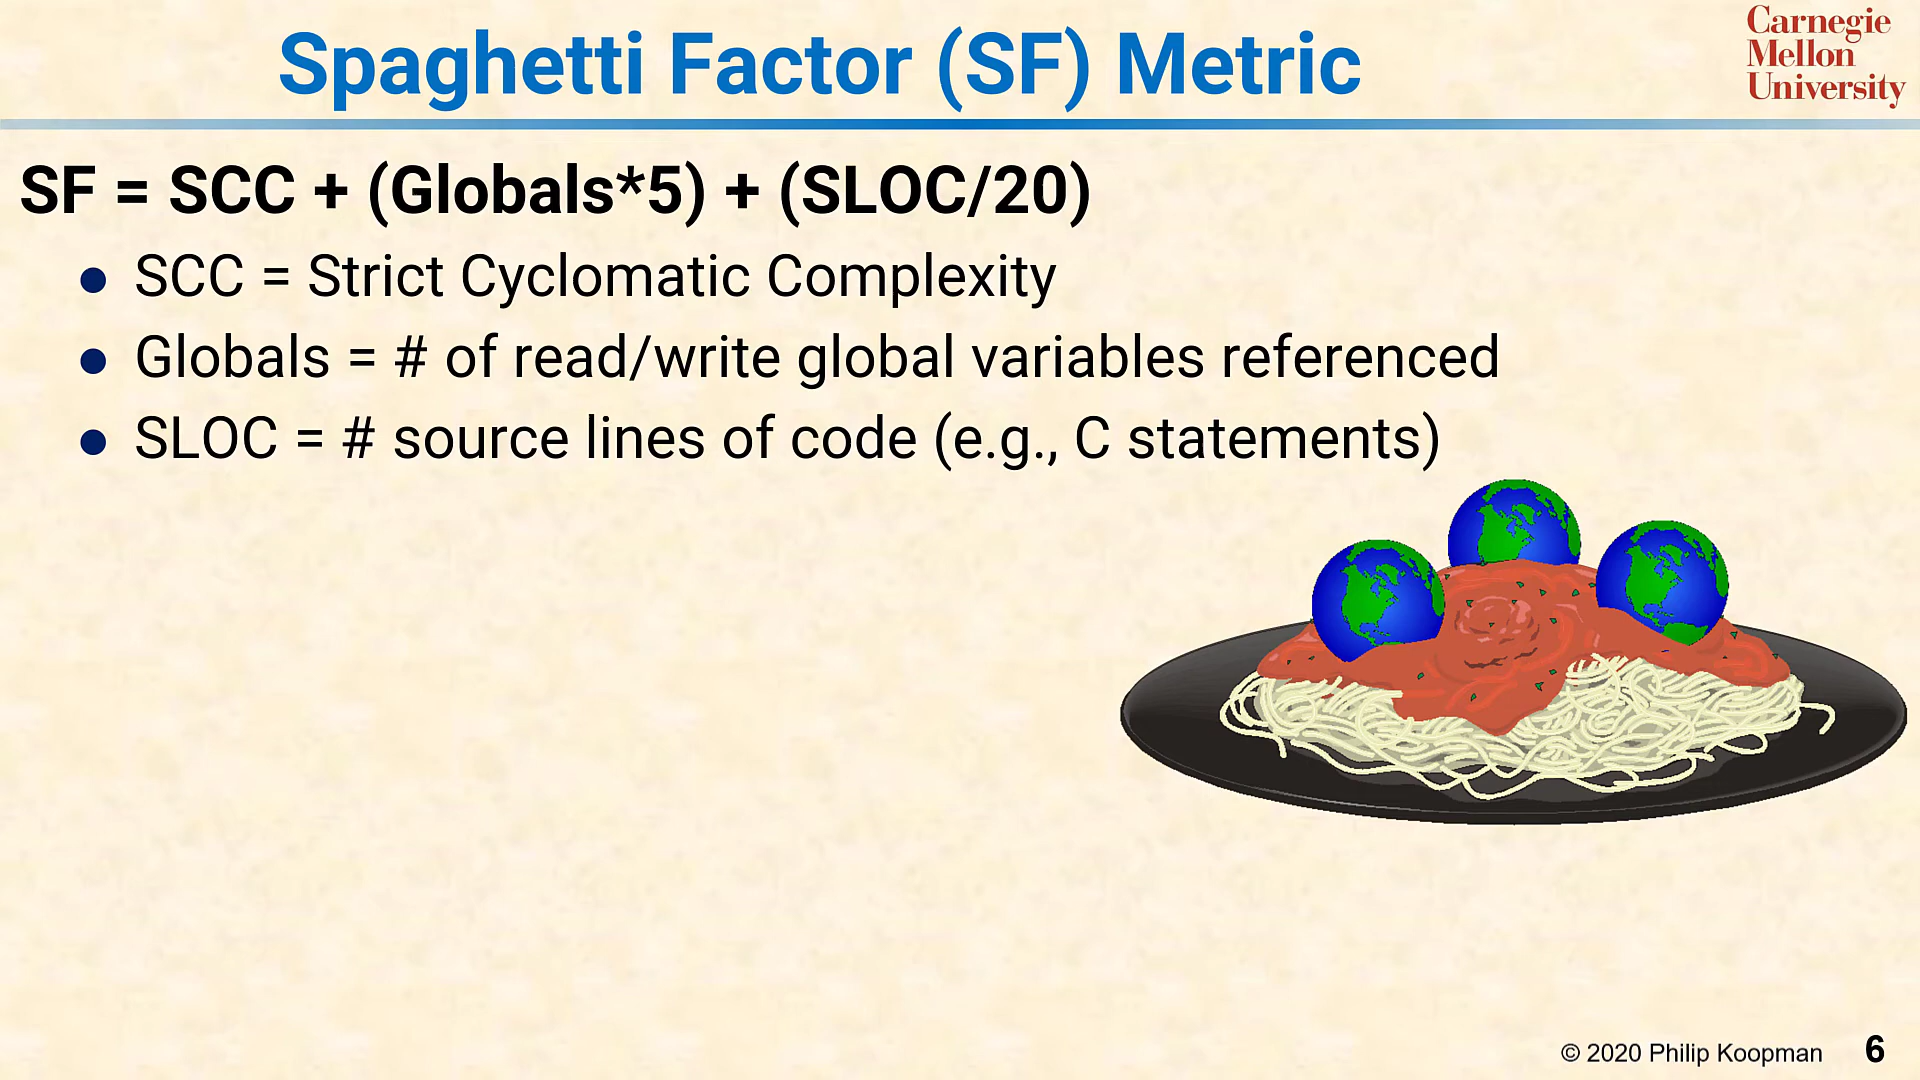 Spaghetti Factor (SF) Metric
Carnegie
Mellon
University
SF = SCC + (Globals*5) + (SLOC/20)
● SCC = Strict Cyclomatic Complexity
● Globals = # of read/write global variables referenced
● SLOC = # source lines of code (e.g., C statements)
© 2020 Philip Koopman 6